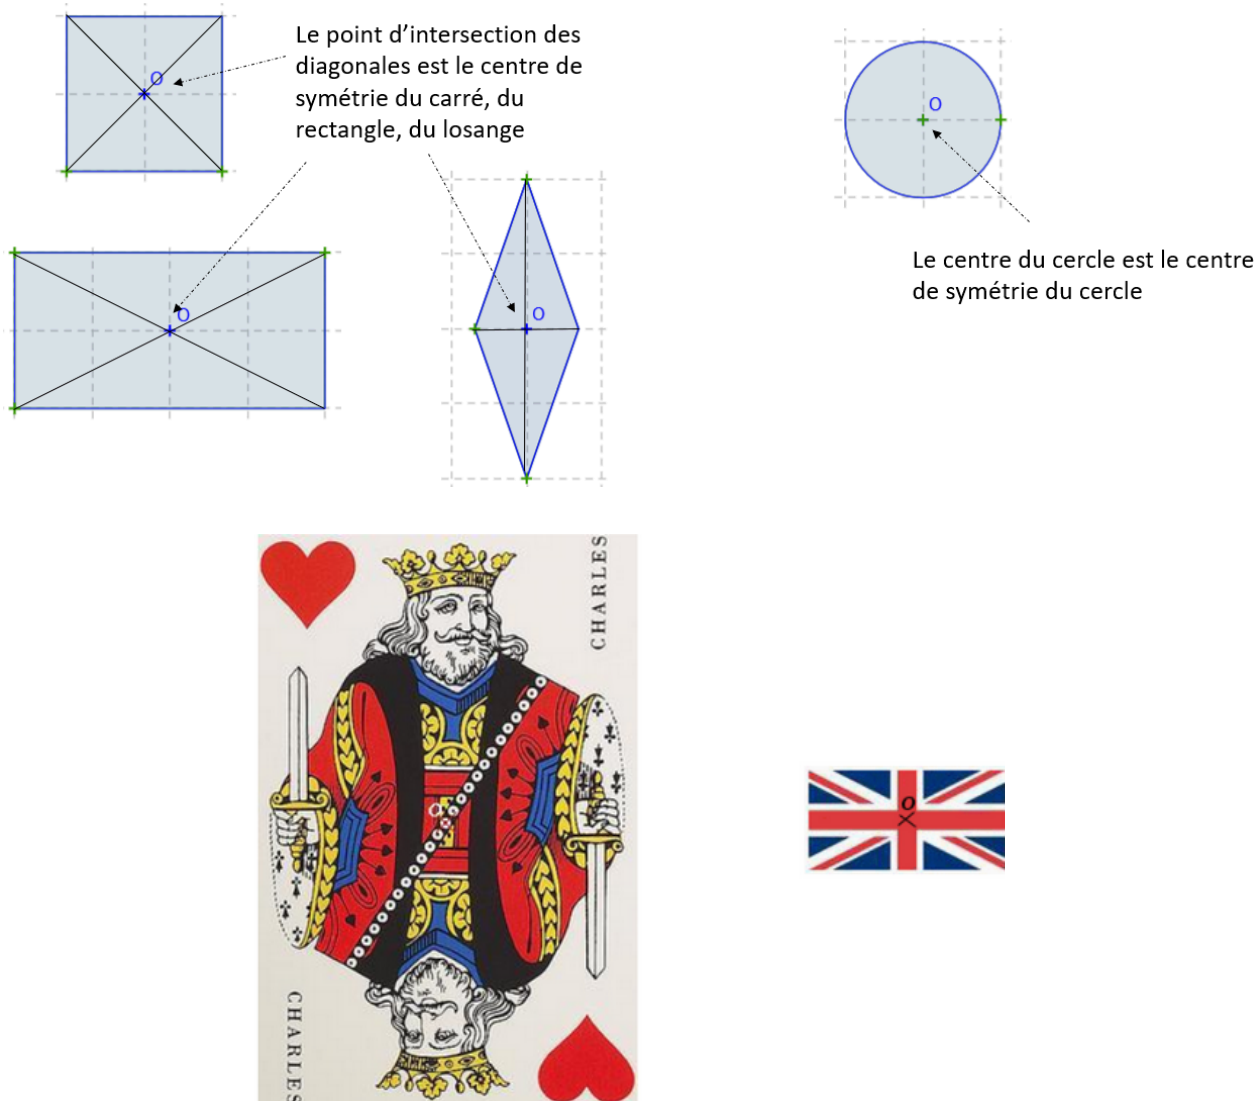 O
Le point d’intersection des
diagonales est le centre de
symétrie du carré, du
rectangle, du losange
O
O
O
Le centre du cercle est le centre
de symétrie du cercle
CHARLES
O
O
CHARLES